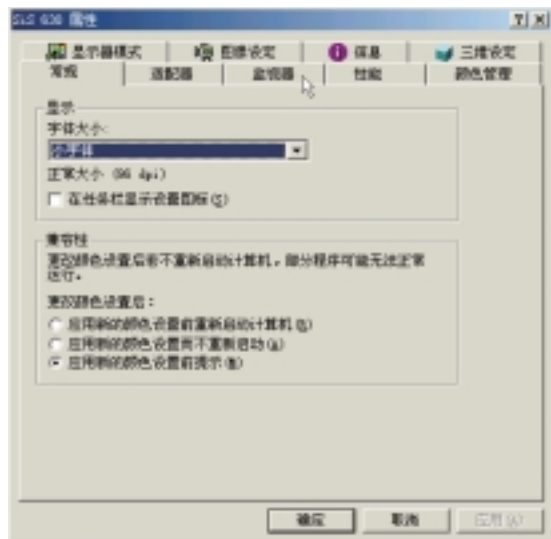 SiS 630 属性
显示器模式 图像设定 信息 三维设定
常规 适配器 监视器 性能 颜色管理
显示
字体大小:
小字体
正常大小 (96 dpi)
在任务栏显示设置图标(S)
兼容性
更改颜色设置后若不重新启动计算机，部分程序可能无法正常
运行。
更改颜色设置后：
应用新的颜色设置前重新启动计算机(R)
应用新的颜色设置而不重新启动(A)
应用新的颜色设置前提示(N)
确定 取消 应用(A)